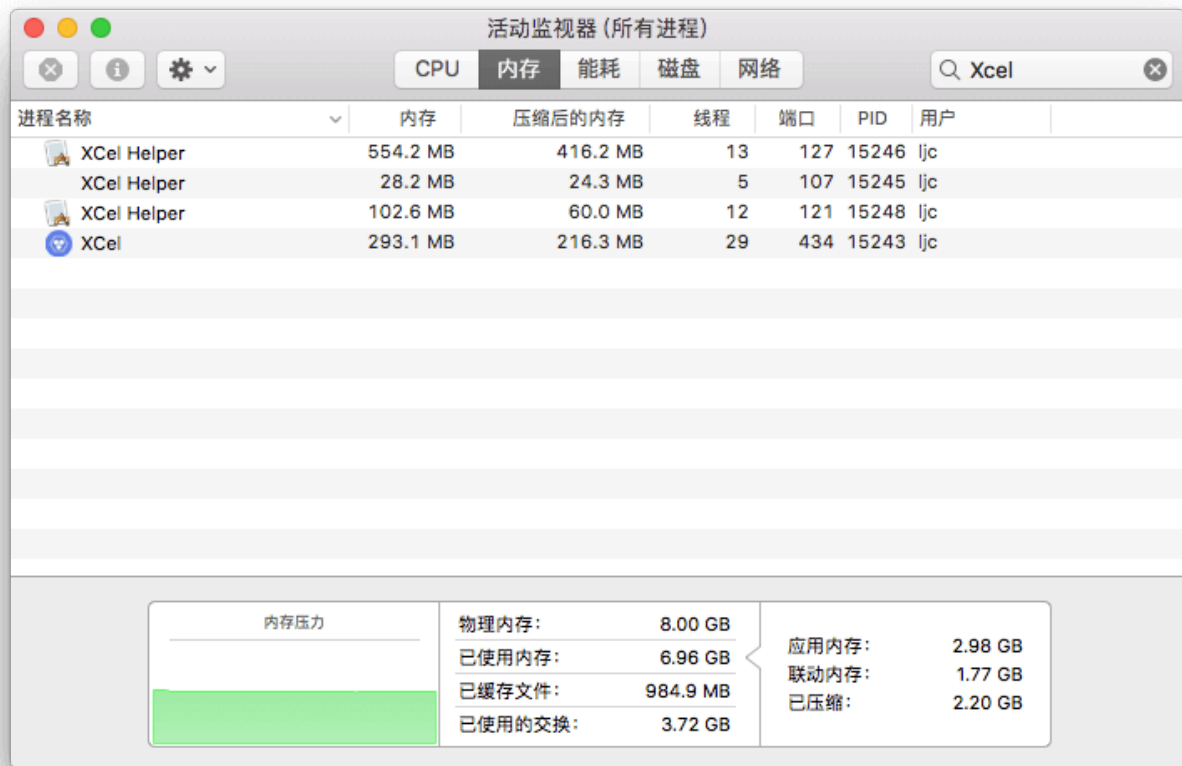 活动监视器 (所有进程)
CPU 内存 能耗 磁盘 网络 Xcel
进程名称 内存 压缩后的内存 线程 端口 PID 用户
XCel Helper 554.2 MB 416.2 MB 13 127 15246 ljc
XCel Helper 28.2 MB 24.3 MB 5 107 15245 ljc
XCel Helper 102.6 MB 60.0 MB 12 121 15248 ljc
XCel 293.1 MB 216.3 MB 29 434 15243 ljc
内存压力
物理内存: 8.00 GB
已使用内存: 6.96 GB
已缓存文件: 984.9 MB
已使用的交换: 3.72 GB
应用内存: 2.98 GB
联动内存: 1.77 GB
已压缩: 2.20 GB